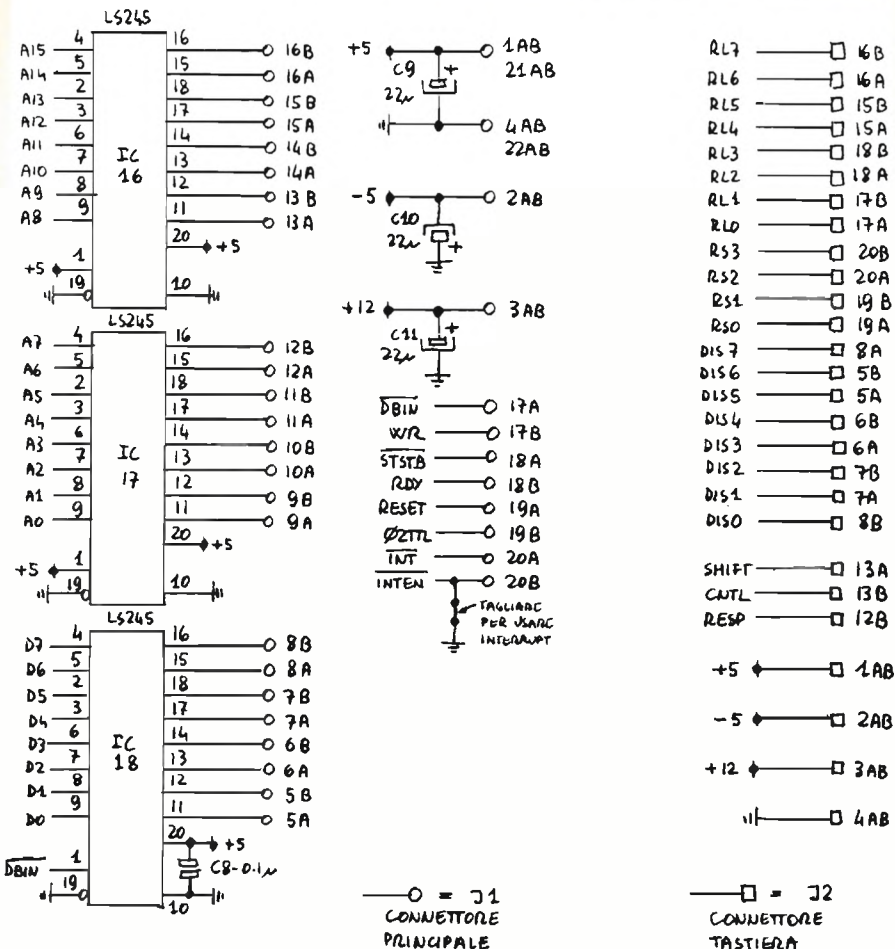 LS245
A15 4 16 16B
A14 5 15 16A
A13 2 18 15B
A12 3 17 15A
A11 6 14 14B
A10 7 13 14A
A9 8 12 13B
A8 9 11 13A
IC
16
20 +5
+5 1
19 10
LS245
A7 4 16 12B
A6 5 15 12A
A5 2 18 11B
A4 3 17 11A
A3 6 14 10B
A2 7 13 10A
A1 8 12 9B
A0 9 11 9A
IC
17
20 +5
+5 1
19 10
LS245
D7 4 16 8B
D6 5 15 8A
D5 2 18 7B
D4 3 17 7A
D3 6 14 6B
D2 7 13 6A
D1 8 12 5B
D0 9 11 5A
IC
18
20 +5
C8-0.1µ
DBIN 1
19 10
+5 1AB
21AB
C9 +
22µ
4AB
22AB
-5 2AB
C10
22µ +
+12 3AB
C11 +
22µ
DBIN 17A
WR 17B
STSTB 18A
RDY 18B
RESET 19A
Ø2TTL 19B
INT 20A
INTEN 20B
TAGLIARE
PER USARE
INTERRUPT
= J1
CONNETTORE
PRINCIPALE
RL7 16B
RL6 16A
RL5 15B
RL4 15A
RL3 18B
RL2 18A
RL1 17B
RL0 17A
RS3 20B
RS2 20A
RS1 19B
RS0 19A
DIS7 8A
DIS6 5B
DIS5 5A
DIS4 6B
DIS3 6A
DIS2 7B
DIS1 7A
DIS0 8B
SHIFT 13A
CNTL 13B
RESP 12B
+5 1AB
-5 2AB
+12 3AB
4AB
= J2
CONNETTORE
TASTIERA